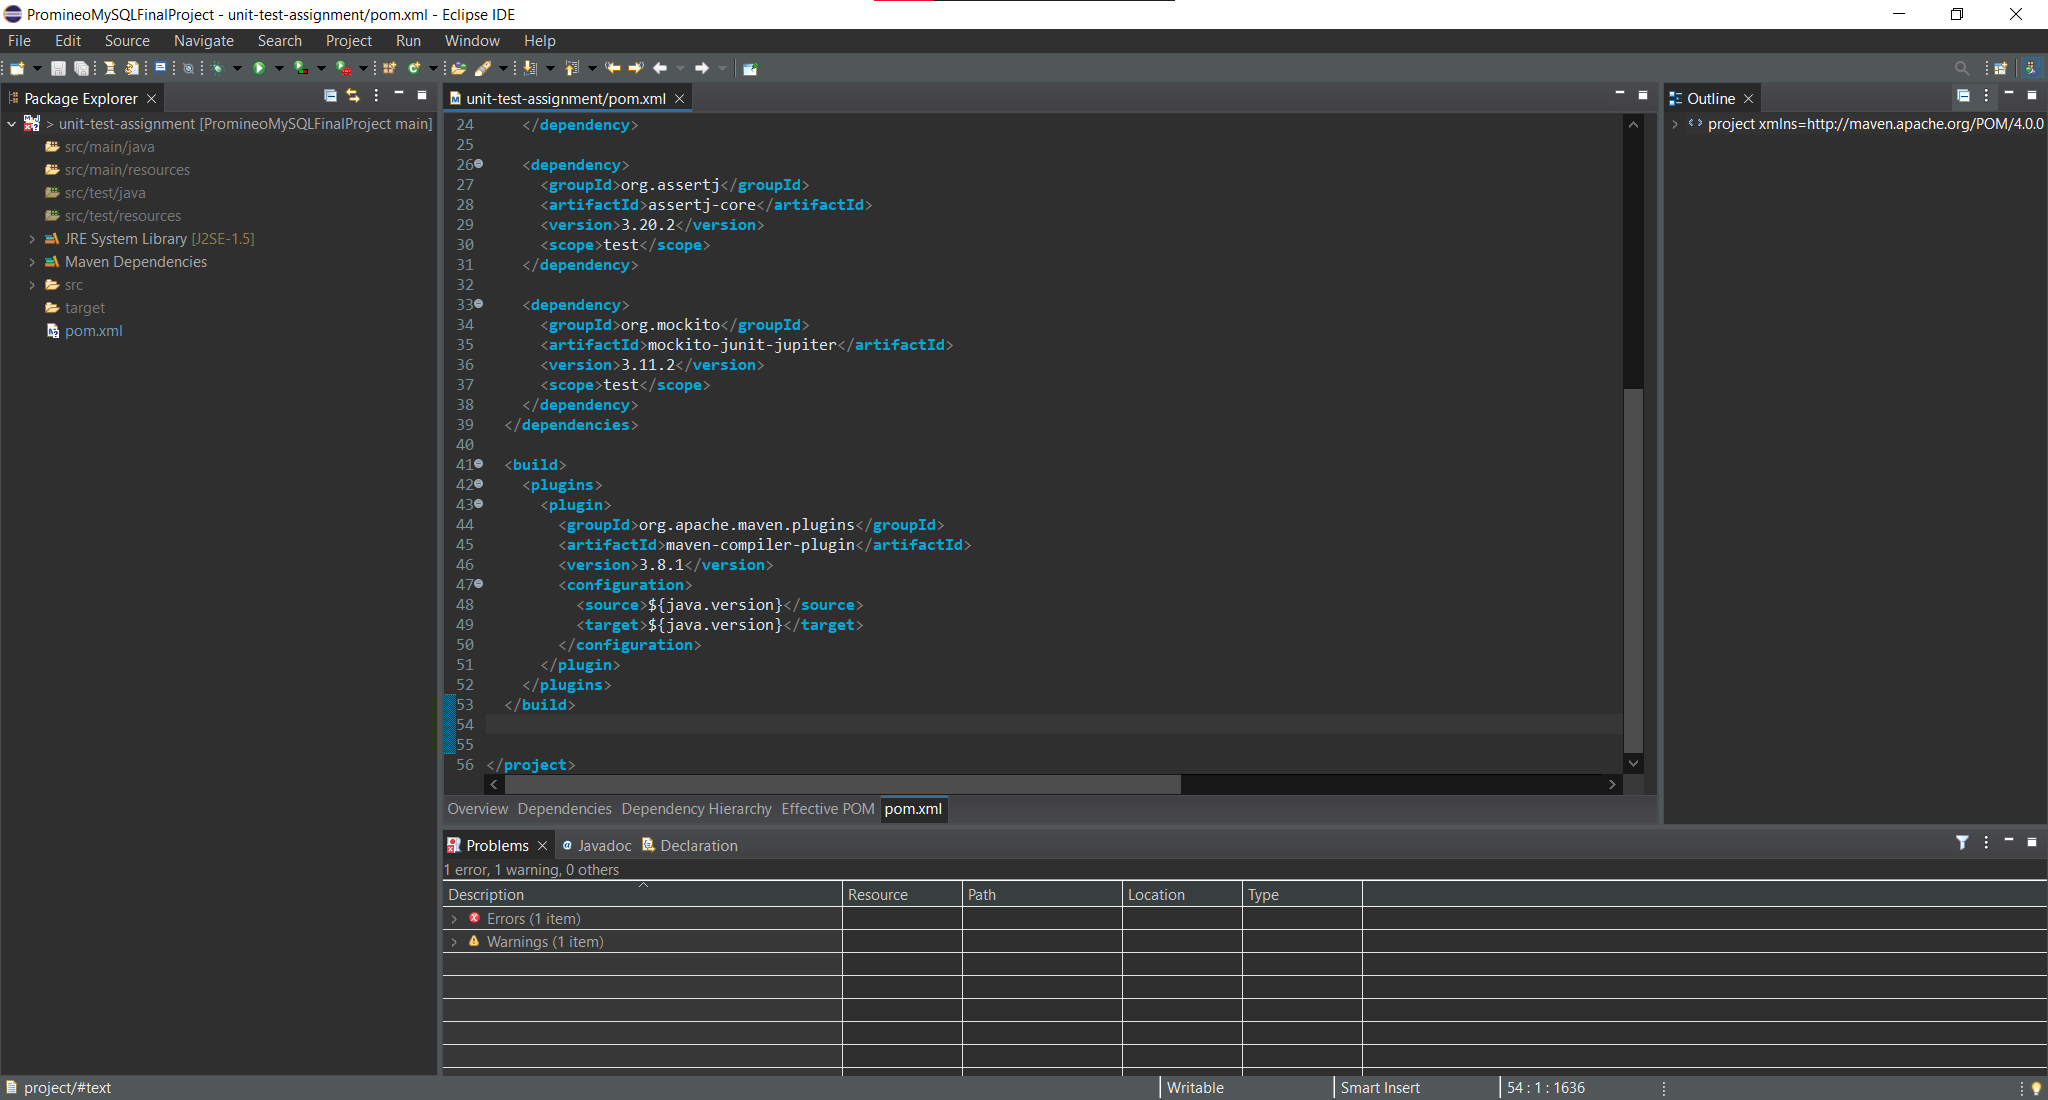 PromineoMySQLFinalProject - unit-test-assignment/pom.xml - Eclipse IDE
File Edit Source Navigate Search Project Run Window Help
Package Explorer
> unit-test-assignment [PromineoMySQLFinalProject main]
src/main/java
src/main/resources
src/test/java
src/test/resources
JRE System Library [J2SE-1.5]
Maven Dependencies
src
target
pom.xml
unit-test-assignment/pom.xml
24     </dependency>
25
26     <dependency>
27       <groupId>org.assertj</groupId>
28       <artifactId>assertj-core</artifactId>
29       <version>3.20.2</version>
30       <scope>test</scope>
31     </dependency>
32
33     <dependency>
34       <groupId>org.mockito</groupId>
35       <artifactId>mockito-junit-jupiter</artifactId>
36       <version>3.11.2</version>
37       <scope>test</scope>
38     </dependency>
39   </dependencies>
40
41   <build>
42     <plugins>
43       <plugin>
44         <groupId>org.apache.maven.plugins</groupId>
45         <artifactId>maven-compiler-plugin</artifactId>
46         <version>3.8.1</version>
47         <configuration>
48           <source>${java.version}</source>
49           <target>${java.version}</target>
50         </configuration>
51       </plugin>
52     </plugins>
53   </build>
54
55
56 </project>
Overview Dependencies Dependency Hierarchy Effective POM pom.xml
Outline
project xmlns=http://maven.apache.org/POM/4.0.0
Problems Javadoc Declaration
1 error, 1 warning, 0 others
Description Resource Path Location Type
Errors (1 item)
Warnings (1 item)
project/#text Writable Smart Insert 54 : 1 : 1636